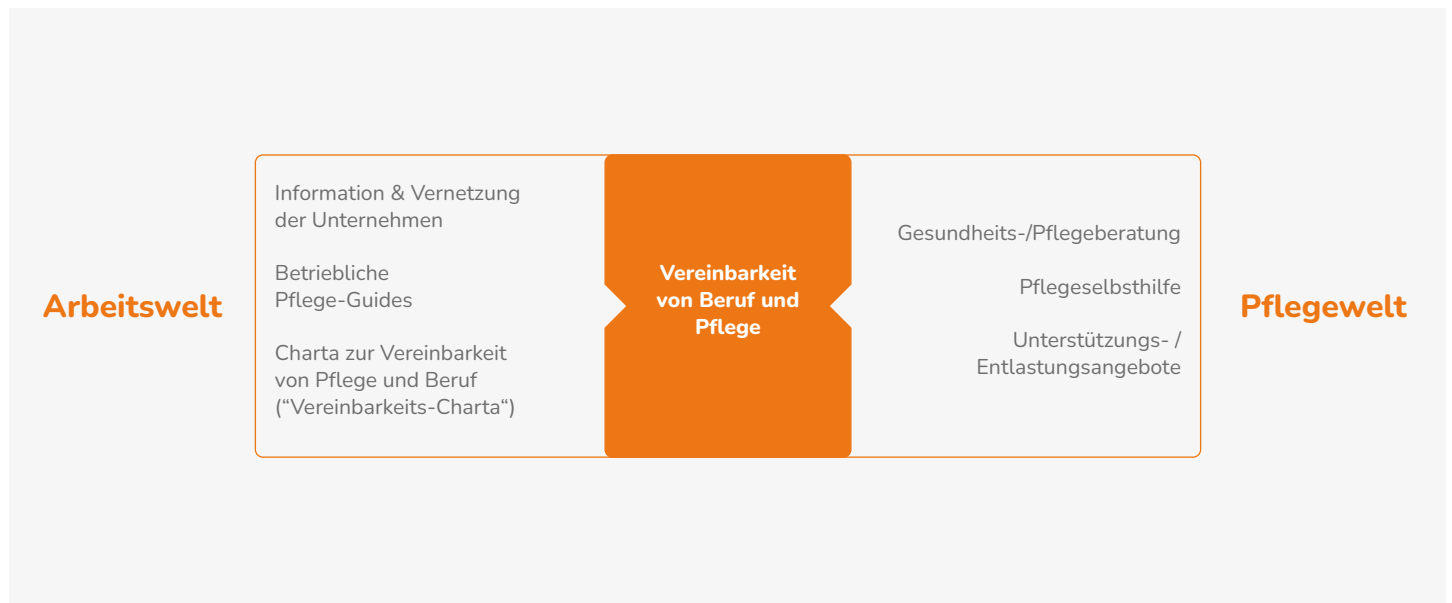 Arbeitswelt
Information & Vernetzung
der Unternehmen
Betriebliche
Pflege-Guides
Charta zur Vereinbarkeit
von Pflege und Beruf
(“Vereinbarkeits-Charta“)
Vereinbarkeit
von Beruf und
Pflege
Gesundheits-/Pflegeberatung
Pflegeselbsthilfe
Unterstützungs- /
Entlastungsangebote
Pflegewelt